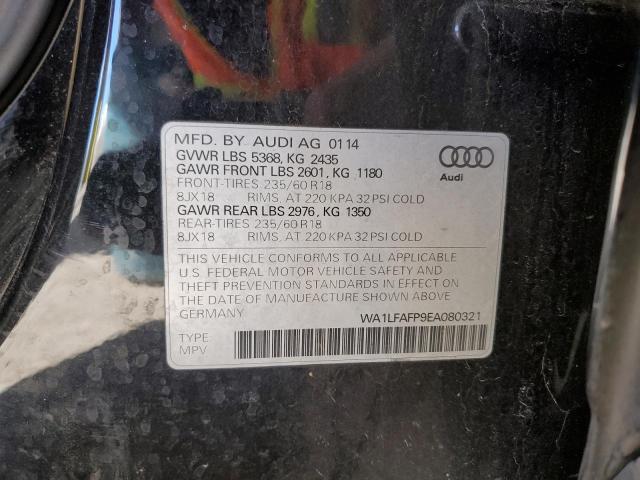 MFD. BY AUDI AG 01 14
GVWR LBS 5368, KG 2435
GAWR FRONT LBS 2601, KG 1180
FRONT-TIRES 235/60 R18
8JX18 RIMS, AT 220 KPA 32 PSI COLD
GAWR REAR LBS 2976, KG 1350
REAR-TIRES 235/60 R18
8JX18 RIMS, AT 220 KPA 32 PSI COLD
Audi
THIS VEHICLE CONFORMS TO ALL APPLICABLE
U.S. FEDERAL MOTOR VEHICLE SAFETY AND
THEFT PREVENTION STANDARDS IN EFFECT ON
THE DATE OF MANUFACTURE SHOWN ABOVE.
GERMANY WA1LFAFP9EA080321
TYPE
MPV